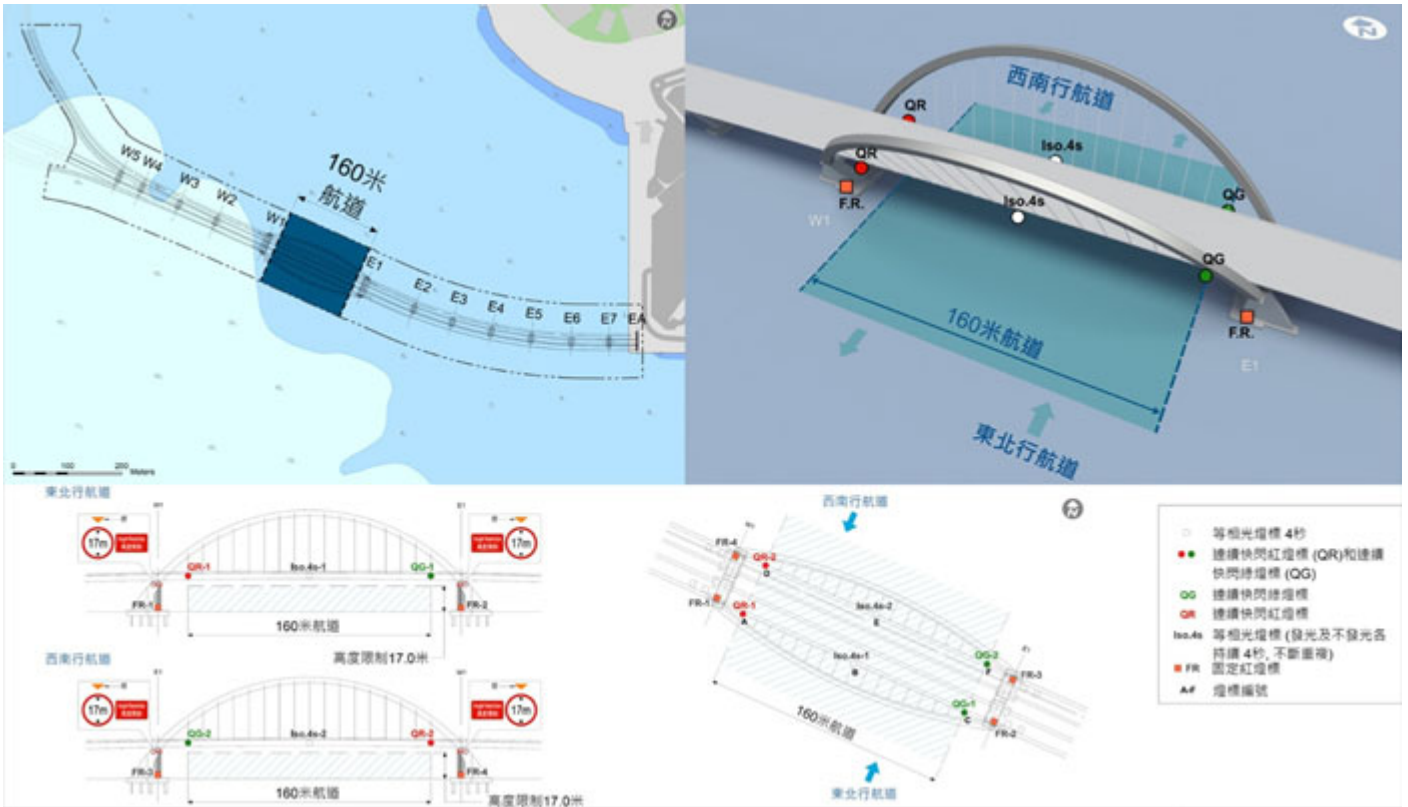 160米
航道
W5
W4
W3
W2
W1
E1
E2
E3
E4
E5
E6
E7
EA
0
100
200
Meters
西南行航道
QR
Iso.4s
QR
QG
F.R.
Iso.4s
W1
QG
160米航道
F.R.
E1
東北行航道
東北行航道
W1
E1
17m
17m
QR-1
Iso.4s-1
QG-1
FR-1
FR-2
160米航道
高度限制17.0米
西南行航道
E1
W1
17m
17m
QG-2
Iso.4s-2
QR-2
FR-3
FR-4
160米航道
高度限制17.0米
西南行航道
FR-4
QR-2
D
FR-1
QR-1
A
Iso.4s-2
E
Iso.4s-1
B
QG-2
F
FR-3
QG-1
C
FR-2
160米航道
東北行航道
等相光燈標 4秒
連續快閃紅燈標 (QR)和連續
快閃綠燈標 (QG)
QG 連續快閃綠燈標
QR 連續快閃紅燈標
Iso.4s 等相光燈標 (發光及不發光各
持續 4秒, 不斷重複)
FR 固定紅燈標
A-F 燈標編號